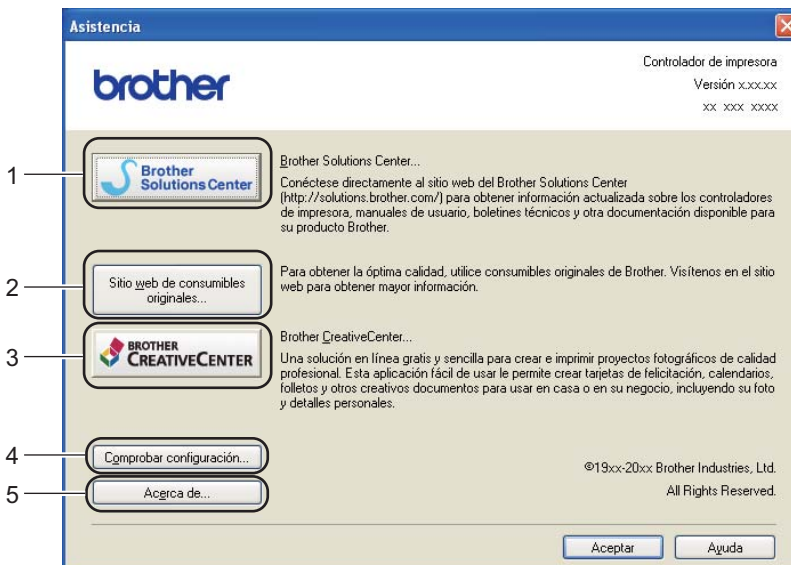 Asistencia
brother
Controlador de impresora
Versión x.xx.xx
xx xxx xxxx
1
Brother
Solutions Center
Brother Solutions Center...
Conéctese directamente al sitio web del Brother Solutions Center
(http://solutions.brother.com/) para obtener información actualizada sobre los controladores
de impresora, manuales de usuario, boletines técnicos y otra documentación disponible para
su producto Brother.
2
Sitio web de consumibles
originales...
Para obtener la óptima calidad, utilice consumibles originales de Brother. Visítenos en el sitio
web para obtener mayor información.
3
BROTHER
CREATIVECENTER
Brother CreativeCenter...
Una solución en línea gratis y sencilla para crear e imprimir proyectos fotográficos de calidad
profesional. Esta aplicación fácil de usar le permite crear tarjetas de felicitación, calendarios,
folletos y otros creativos documentos para usar en casa o en su negocio, incluyendo su foto
y detalles personales.
4
Comprobar configuración...
5
Acerca de...
©19xx-20xx Brother Industries, Ltd.
All Rights Reserved.
Aceptar
Ayuda